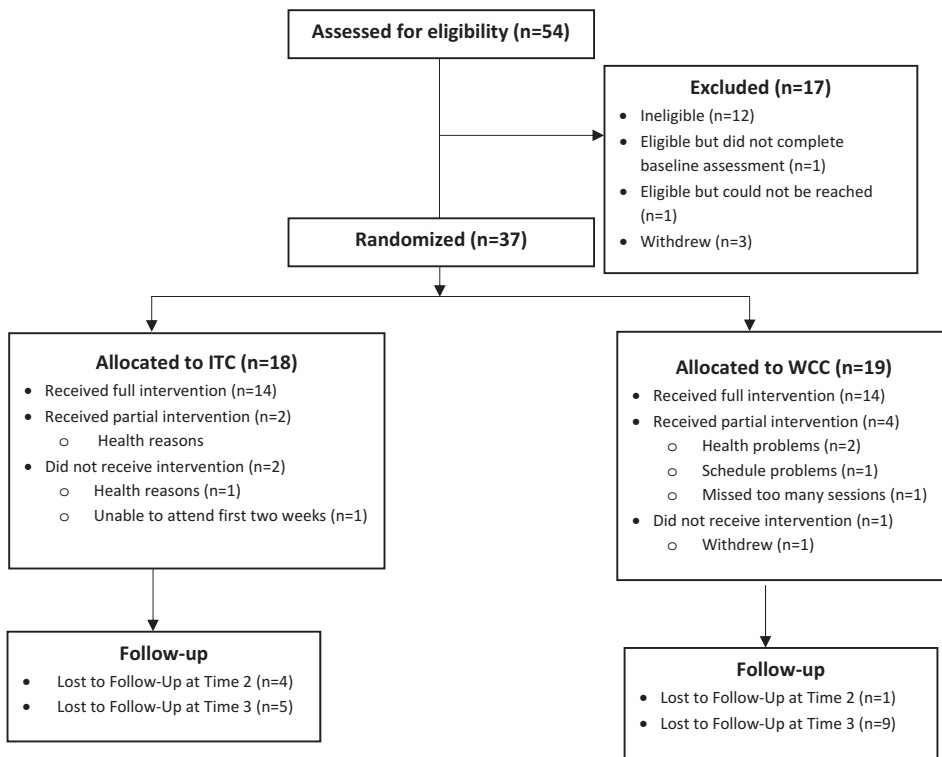 Assessed for eligibility (n=54)
Excluded (n=17)
• Ineligible (n=12)
• Eligible but did not complete
baseline assessment (n=1)
• Eligible but could not be reached
(n=1)
• Withdrew (n=3)
Randomized (n=37)
Allocated to ITC (n=18)
• Received full intervention (n=14)
• Received partial intervention (n=2)
o Health reasons
• Did not receive intervention (n=2)
o Health reasons (n=1)
o Unable to attend first two weeks (n=1)
Allocated to WCC (n=19)
• Received full intervention (n=14)
• Received partial intervention (n=4)
o Health problems (n=2)
o Schedule problems (n=1)
o Missed too many sessions (n=1)
• Did not receive intervention (n=1)
o Withdrew (n=1)
Follow-up
• Lost to Follow-Up at Time 2 (n=4)
• Lost to Follow-Up at Time 3 (n=5)
Follow-up
• Lost to Follow-Up at Time 2 (n=1)
• Lost to Follow-Up at Time 3 (n=9)